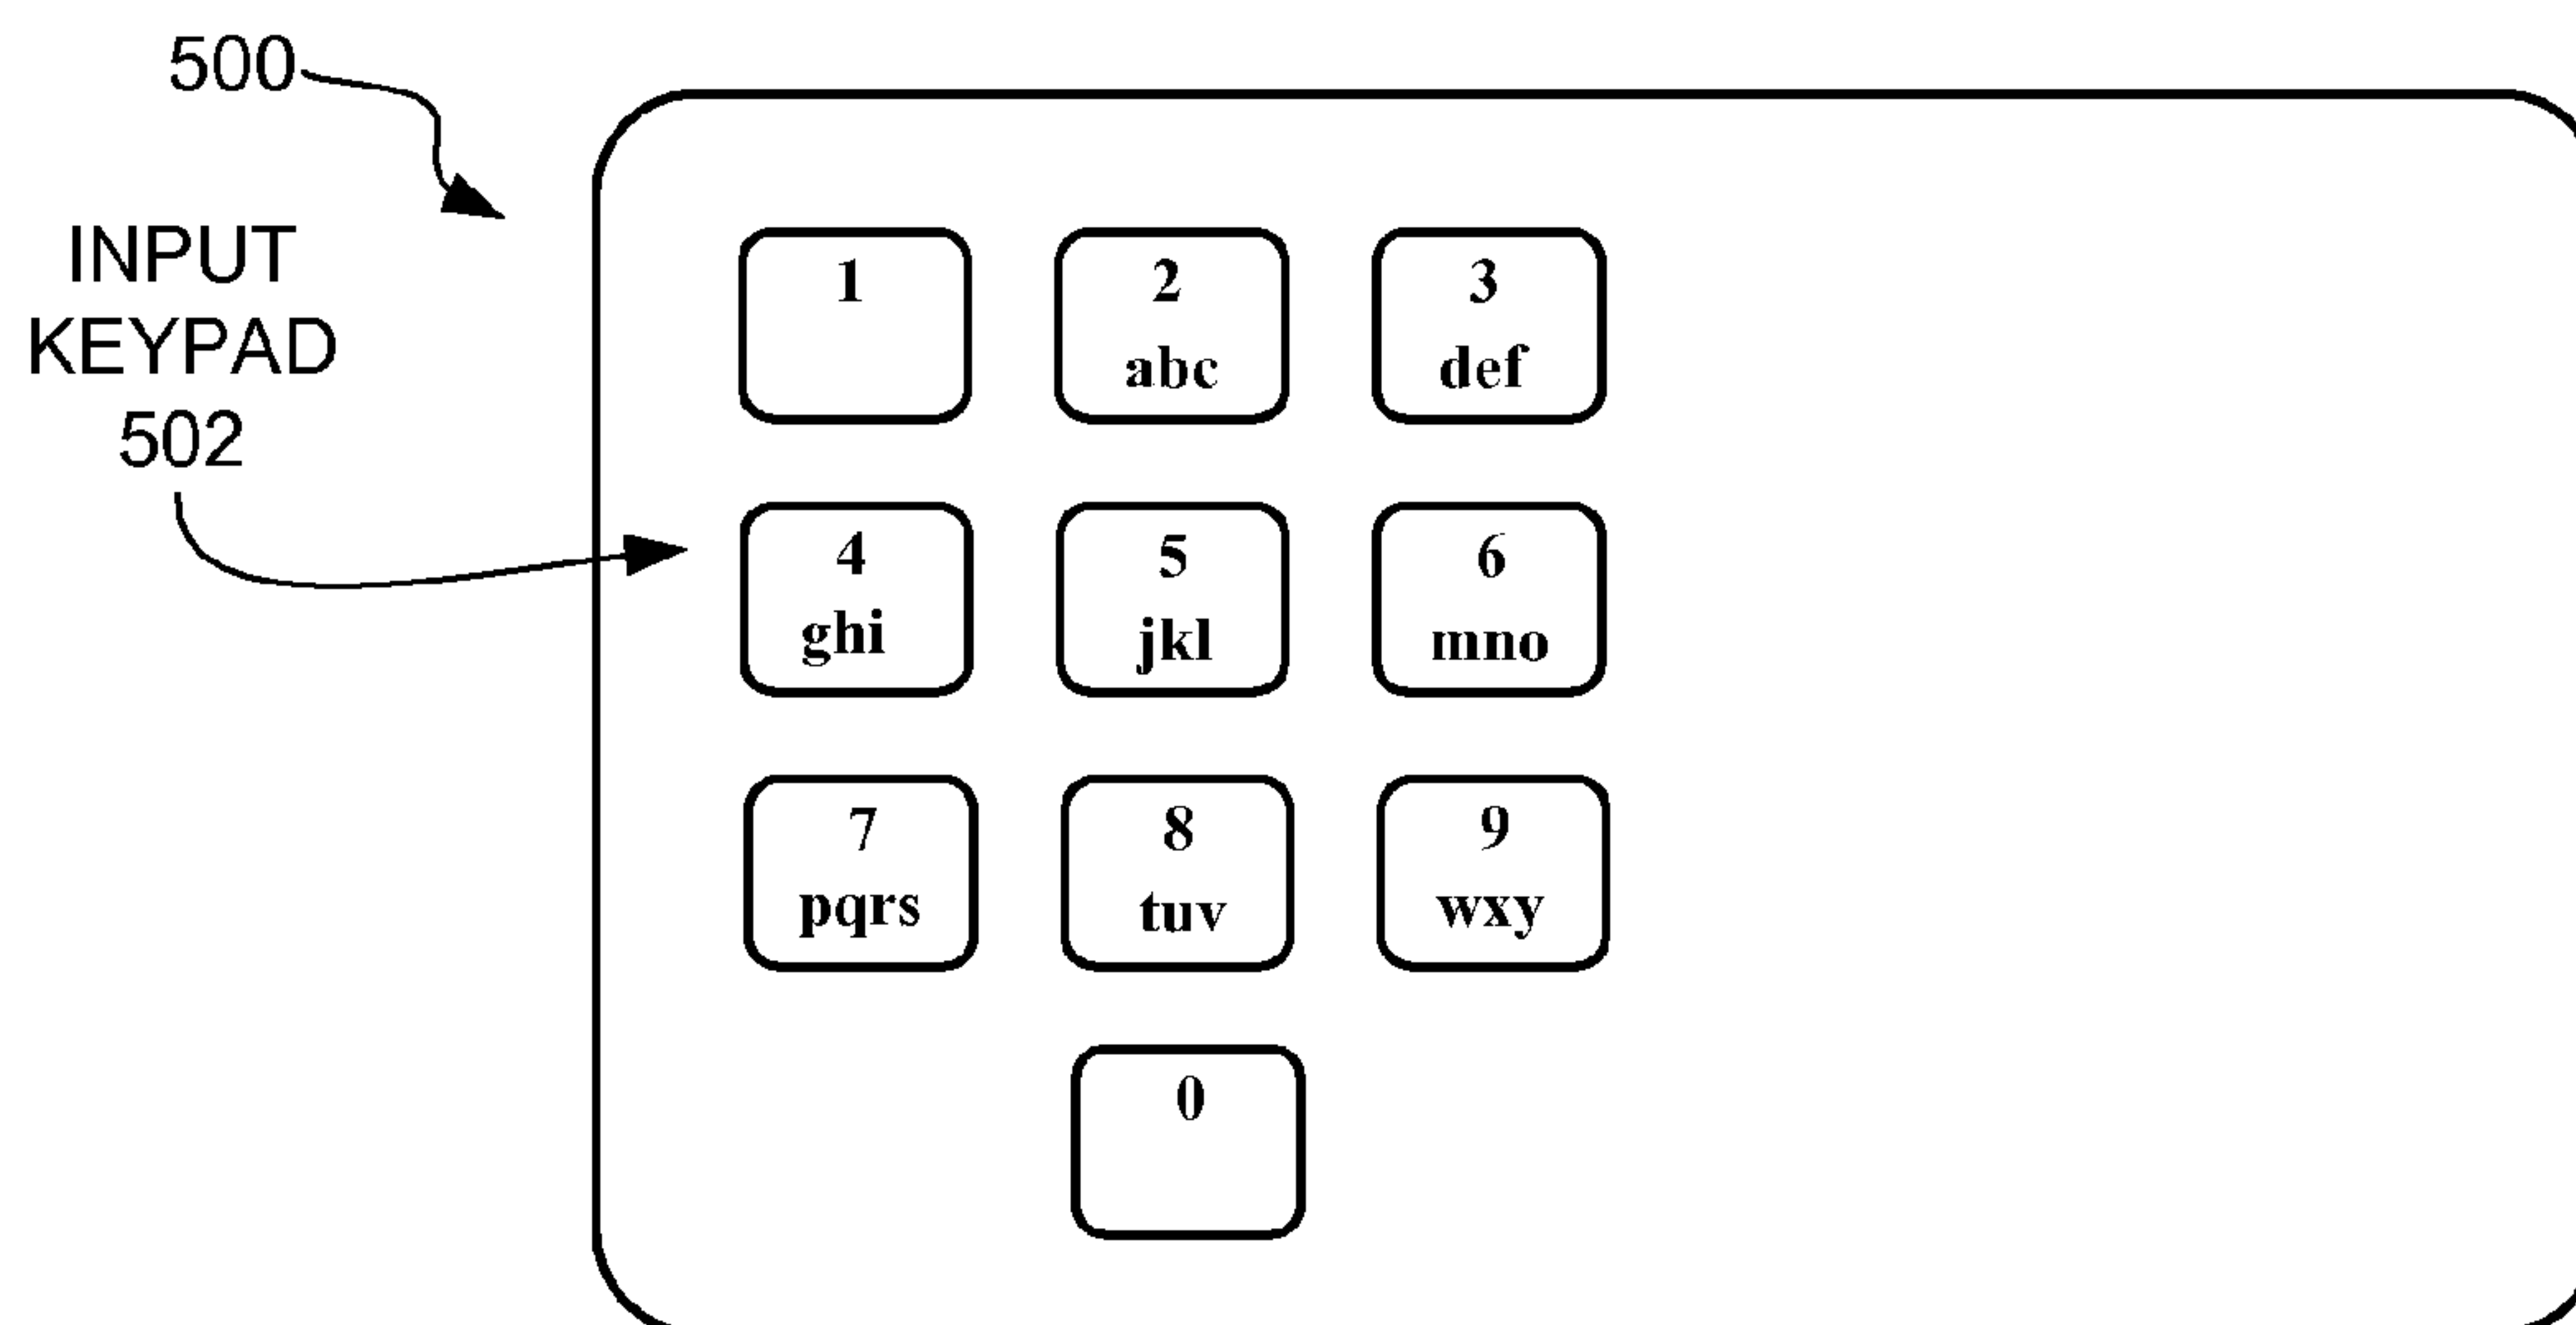 500
INPUT
KEYPAD
502
1 2 3
abc def
4 5 6
ghi jkl mno
7 8 9
pqrs tuv wxy
0